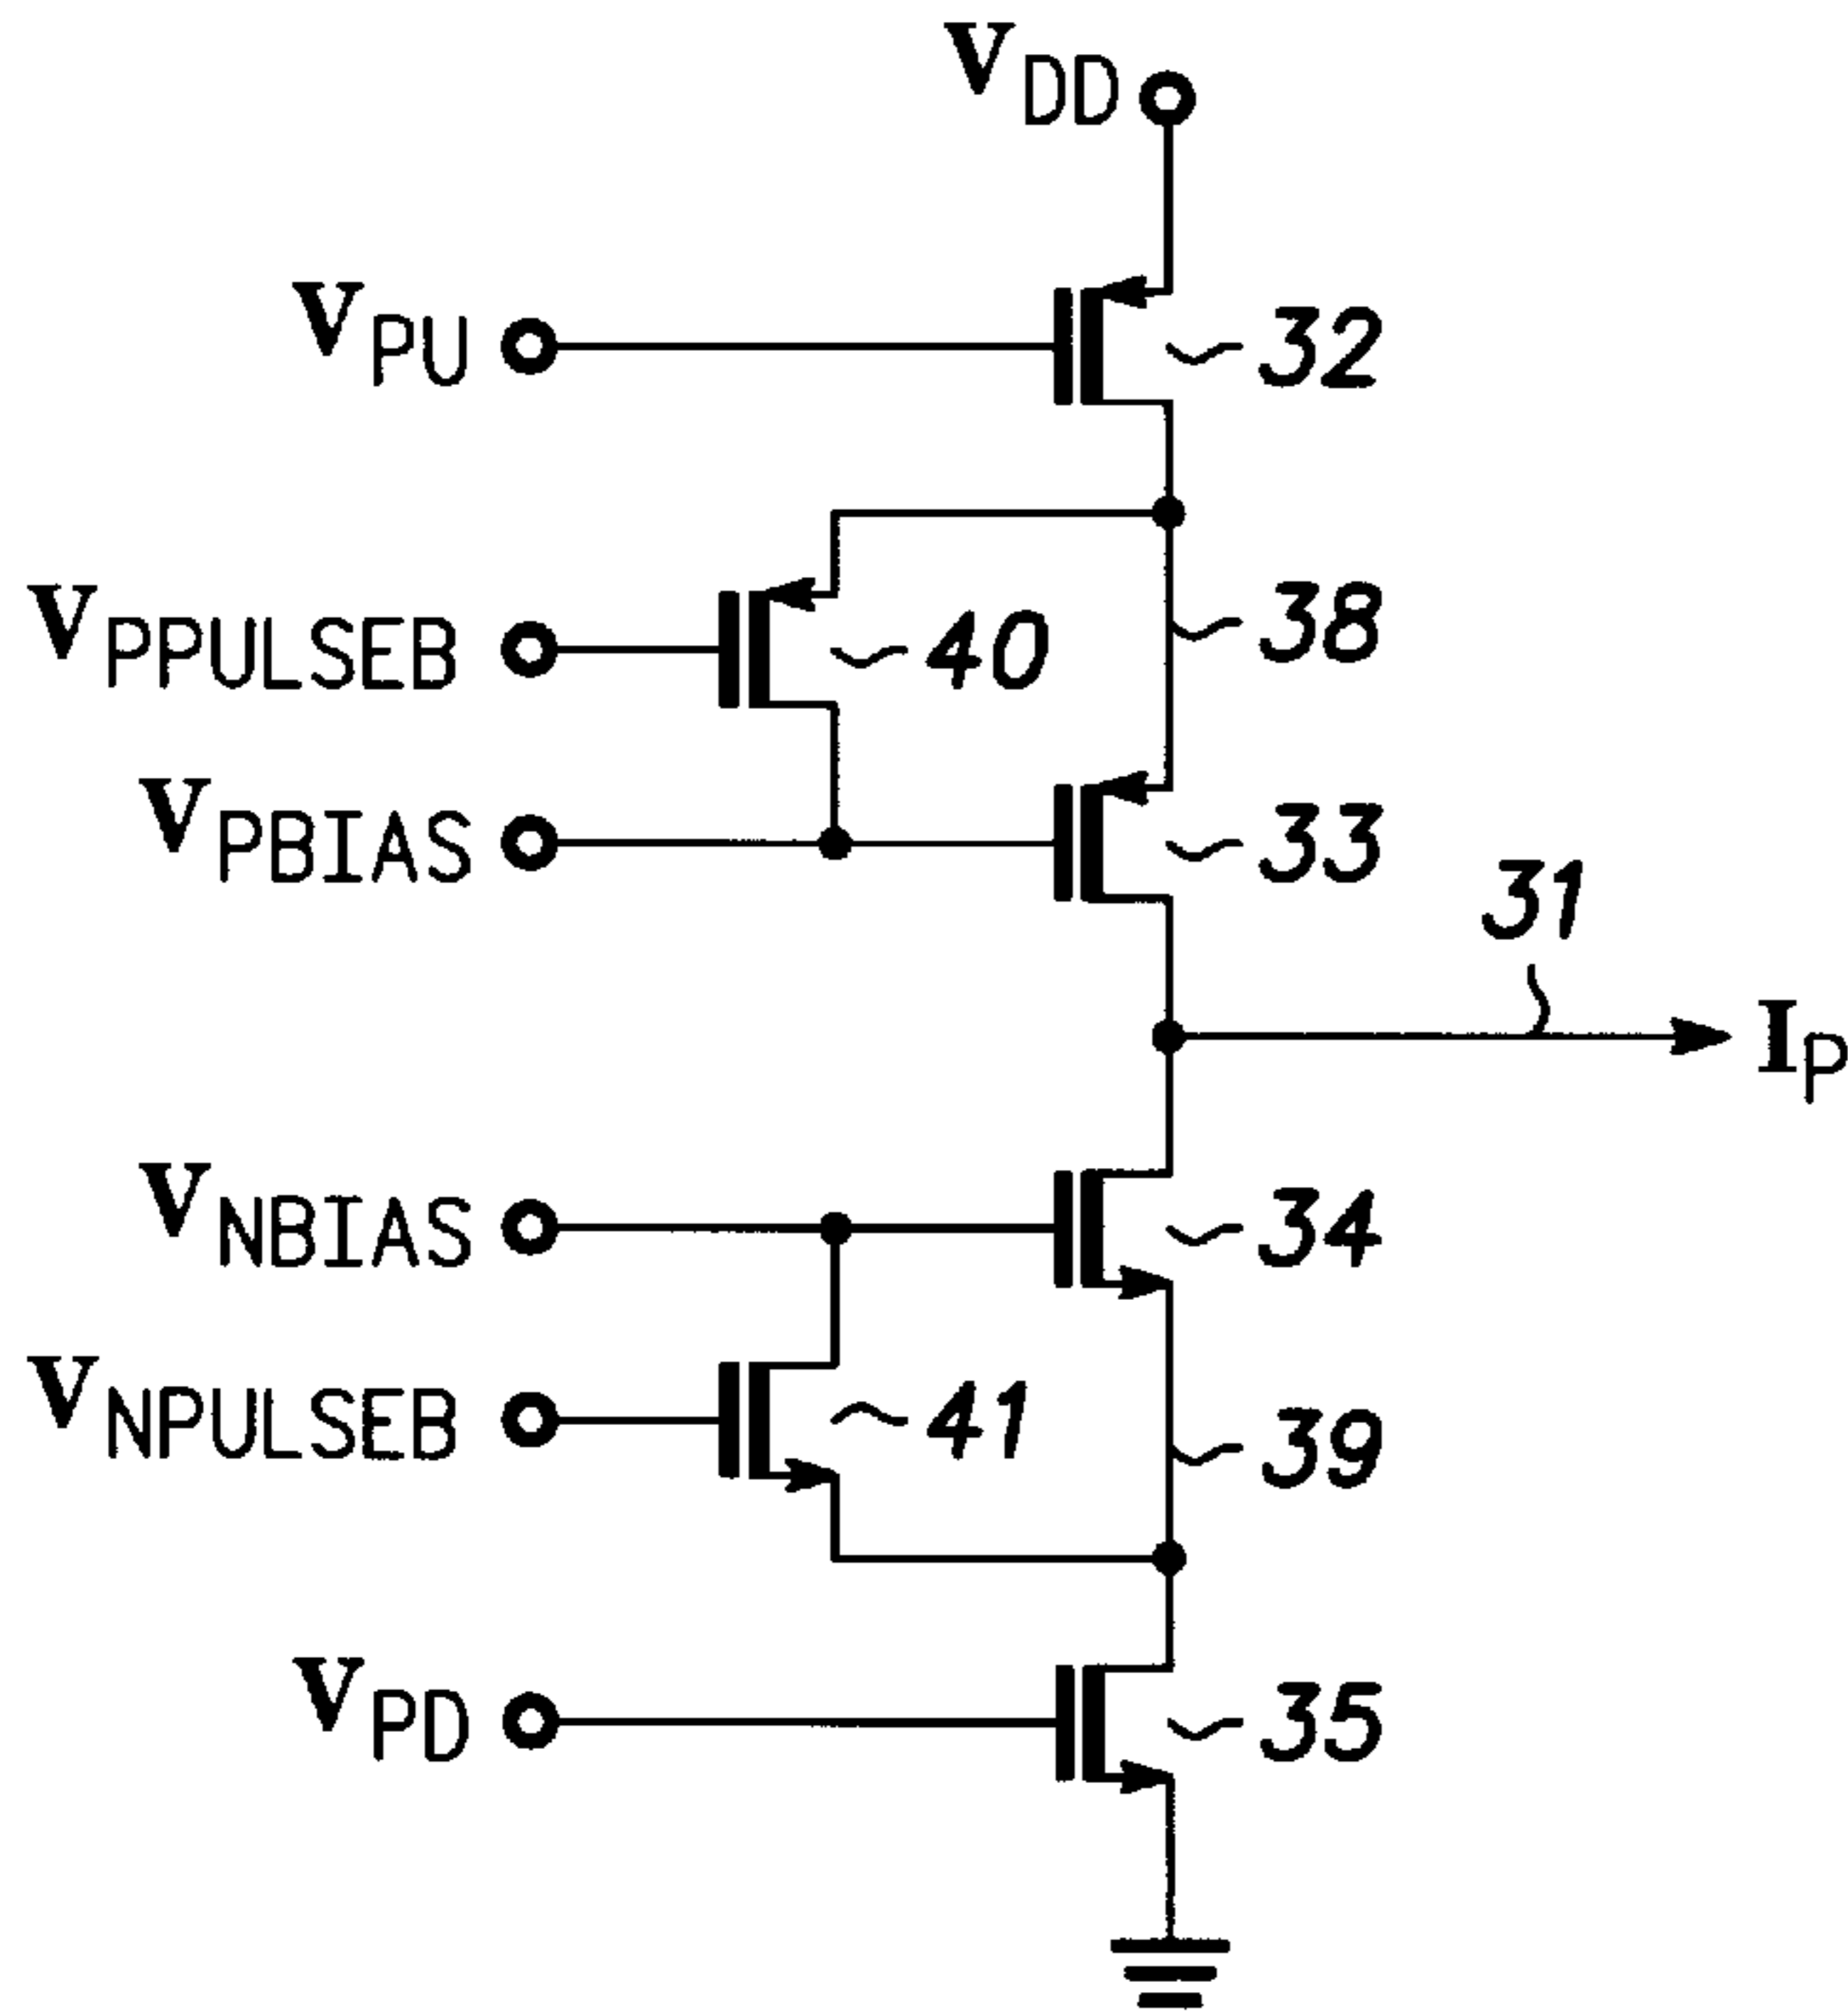 VDD
VPU
32
VPPULSEB
40
38
VPBIAS
33
31
IP
VNBIAS
34
VNPULSEB
41
39
VPD
35